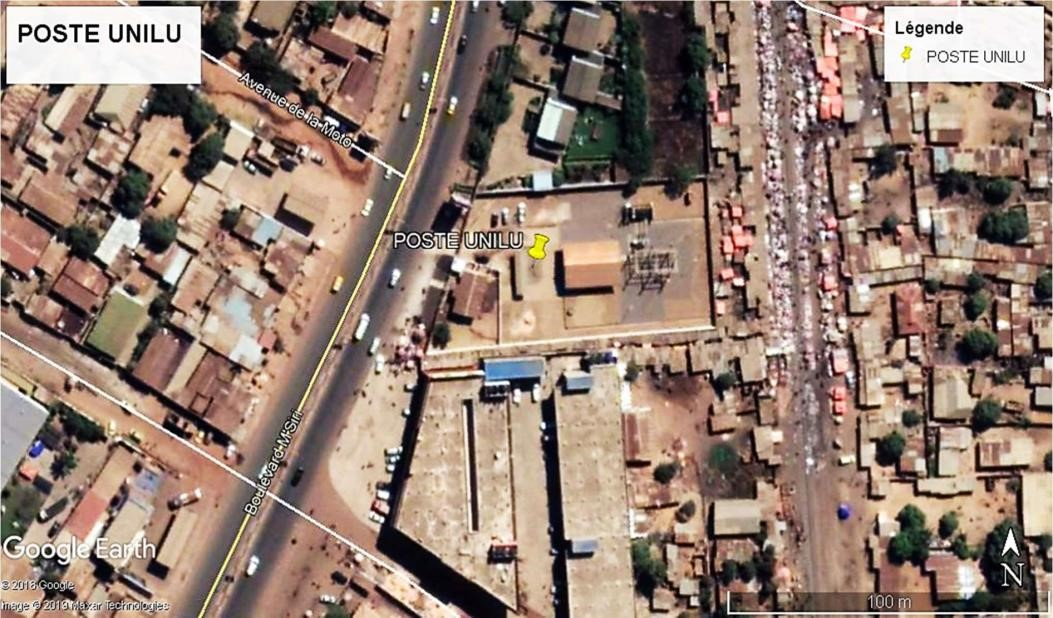 POSTE UNILU
Légende
POSTE UNILU
Avenue de la Moto
POSTE UNILU
Boulevard M'Siri
Google Earth
© 2018 Google
Image © 2019 Maxar Technologies
100 m
N